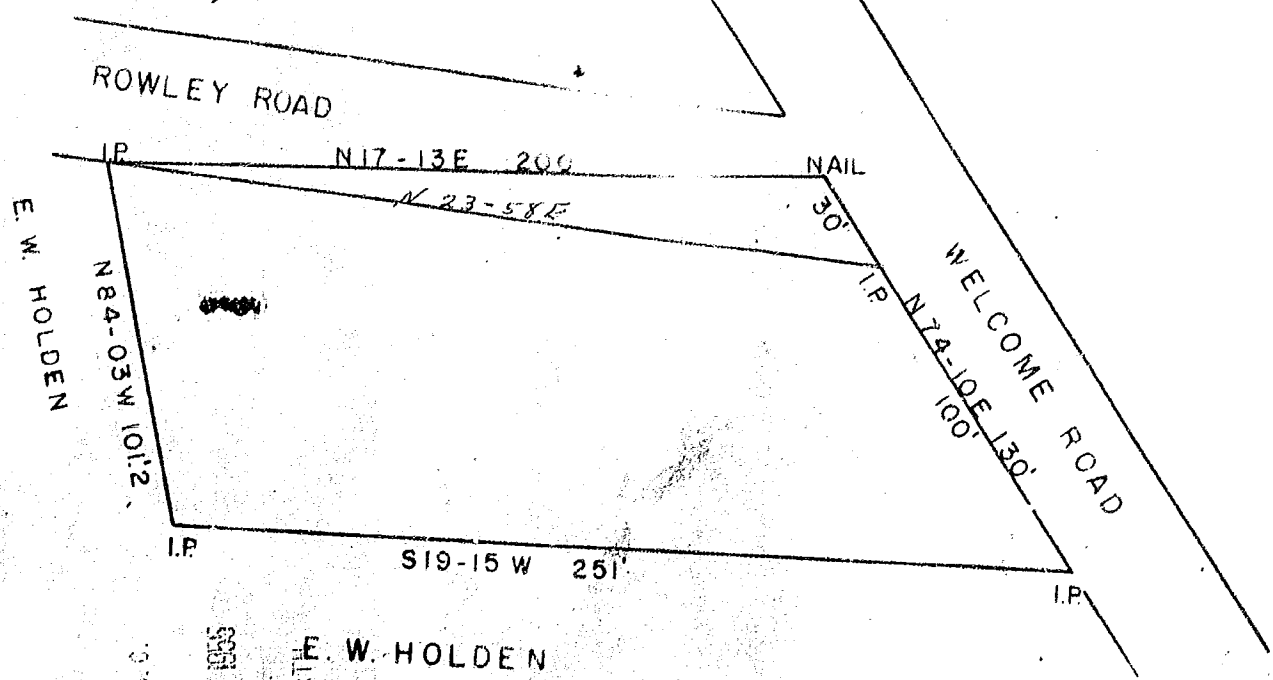 ROWLEY ROAD
I.P.
N17-13E 200
NAIL
N 23-58E
30'
I.P.
WELCOME ROAD
E. W. HOLDEN
N84-03W 101.'2
N74-10E 130'
100'
I.P.
S19-15 W 251'
I.P.
1955
E. W. HOLDEN